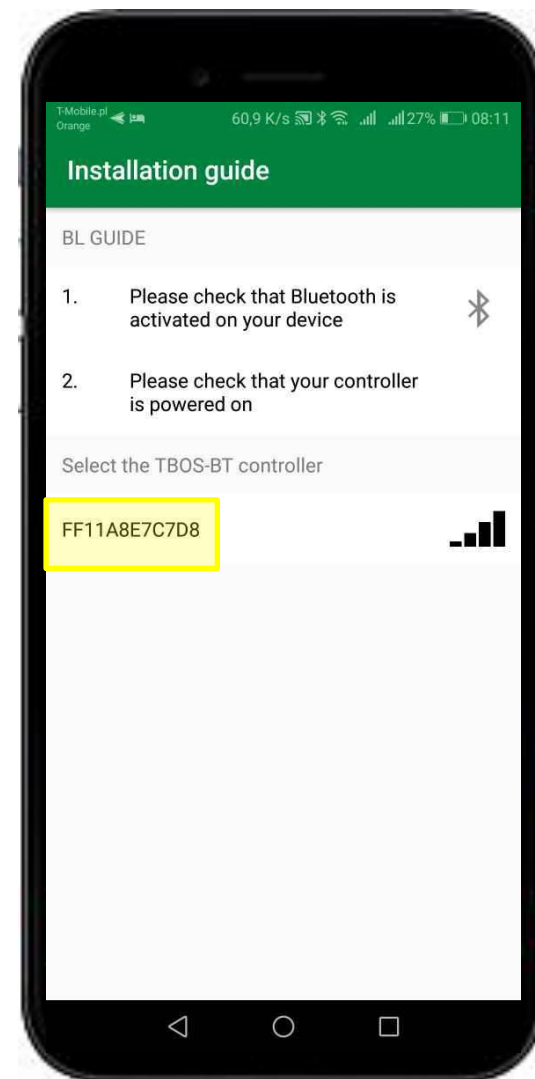 T-Mobile.pl
Orange
60,9 K/s
27%
08:11
Installation guide
BL GUIDE
1. Please check that Bluetooth is
activated on your device
2. Please check that your controller
is powered on
Select the TBOS-BT controller
FF11A8E7C7D8